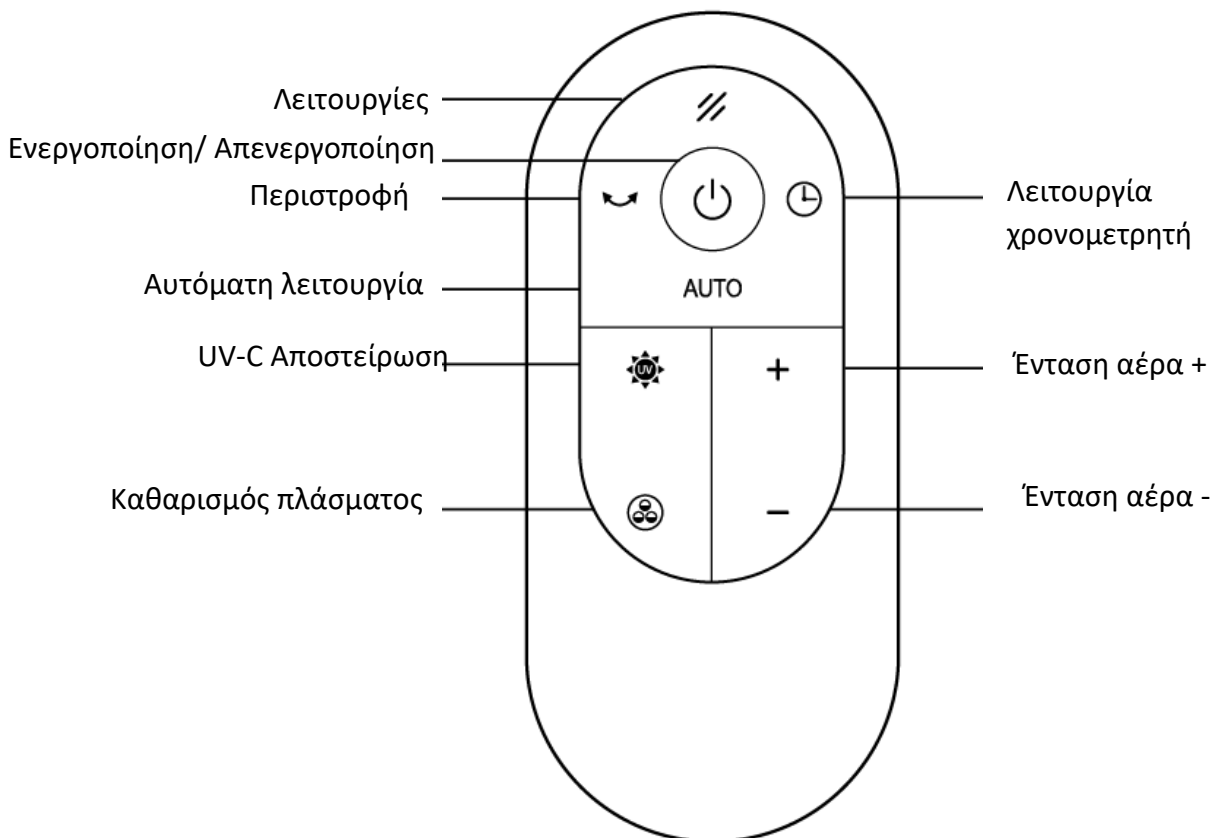 Λειτουργίες
Ενεργοποίηση/ Απενεργοποίηση
Περιστροφή
Αυτόματη λειτουργία
UV-C Αποστείρωση
Καθαρισμός πλάσματος
AUTO
UV
Λειτουργία
χρονομετρητή
Ένταση αέρα +
Ένταση αέρα -
+
−